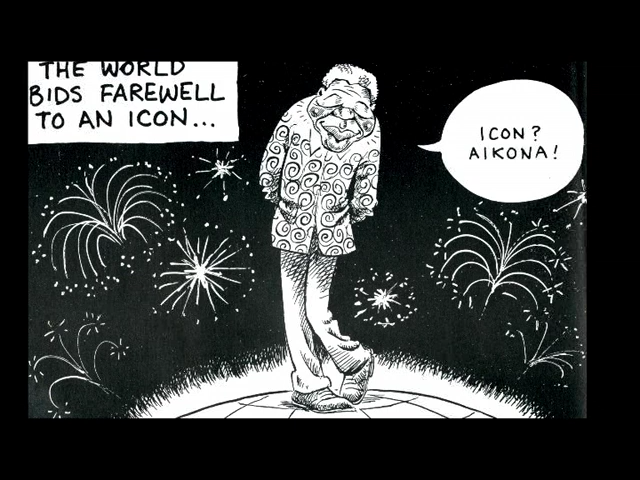 THE WORLD
BIDS FAREWELL
TO AN ICON...
ICON?
AIKONA!